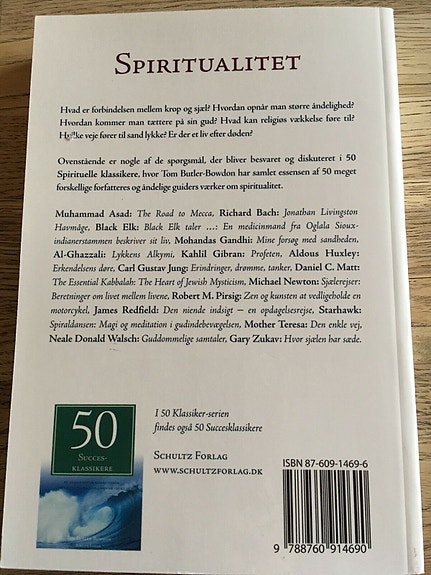 SPIRITUALITET
Hvad er forbindelsen mellem krop og sjæl? Hvordan opnår man større åndelighed?
Hvordan kommer man tættere på sin gud? Hvad kan religiøs vækkelse føre til?
Hvilke veje fører til sand lykke? Er der et liv efter døden?
Ovenstående er nogle af de spørgsmål, der bliver besvaret og diskuteret i 50
Spirituelle klassikere, hvor Tom Butler-Bowdon har samlet essensen af 50 meget
forskellige forfatteres og åndelige guiders værker om spiritualitet.
Muhammad Asad: The Road to Mecca, Richard Bach: Jonathan Livingston
Havmåge, Black Elk: Black Elk taler ...: En medicinmand fra Oglala Sioux-
indianerstammen beskriver sit liv, Mohandas Gandhi: Mine forsøg med sandheden,
Al-Ghazzali: Lykkens Alkymi, Kahlil Gibran: Profeten, Aldous Huxley:
Erkendelsens døre, Carl Gustav Jung: Erindringer, drømme, tanker, Daniel C. Matt:
The Essential Kabbalah: The Heart of Jewish Mysticism, Michael Newton: Sjælerejser:
Beretninger om livet mellem livene, Robert M. Pirsig: Zen og kunsten at vedligeholde en
motorcykel, James Redfield: Den niende indsigt – en opdagelsesrejse, Starhawk:
Spiraldansen: Magi og meditation i gudindebevægelsen, Mother Teresa: Den enkle vej,
Neale Donald Walsch: Guddommelige samtaler, Gary Zukav: Hvor sjælen har sæde.
50
SUCCES-
KLASSIKERE
I 50 Klassiker-serien
findes også 50 Succesklassikere
SCHULTZ FORLAG
WWW.SCHULTZFORLAG.DK
ISBN 87-609-1469-6
9 788760 914690